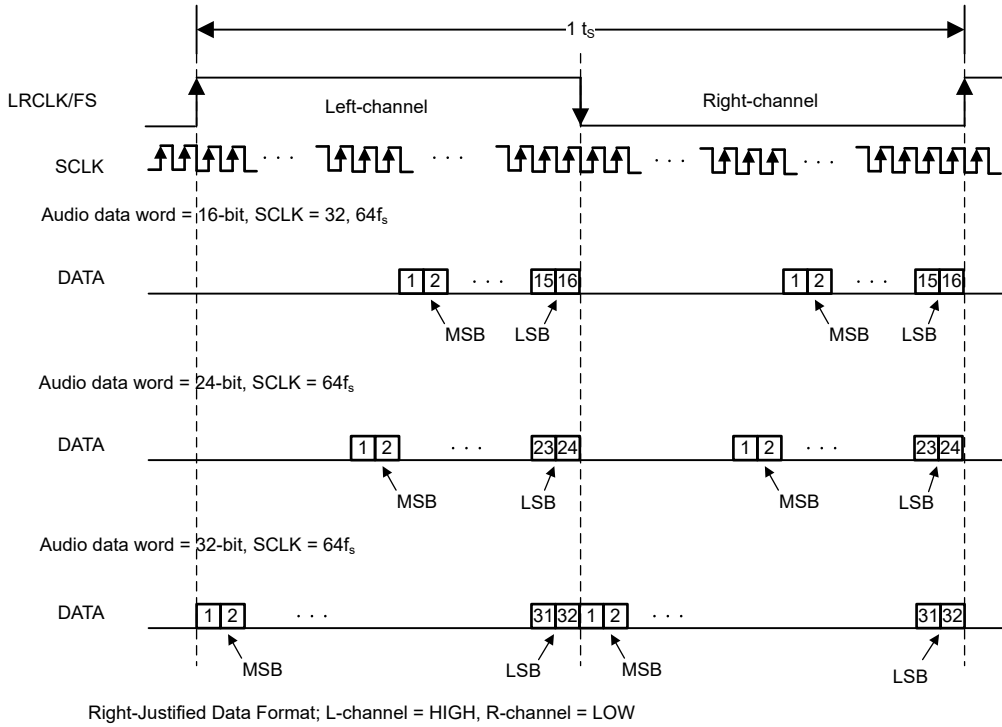 1 tS
LRCLK/FS
Left-channel
Right-channel
SCLK
. . .
. . .
. . .
. . .
Audio data word = 16-bit, SCLK = 32, 64fs
DATA
1 2 . . . 15 16
1 2 . . . 15 16
MSB LSB
MSB LSB
Audio data word = 24-bit, SCLK = 64fs
DATA
1 2 . . . 23 24
1 2 . . . 23 24
MSB LSB
MSB LSB
Audio data word = 32-bit, SCLK = 64fs
DATA
1 2 . . . 31 32
1 2 . . . 31 32
MSB LSB
MSB LSB
Right-Justified Data Format; L-channel = HIGH, R-channel = LOW